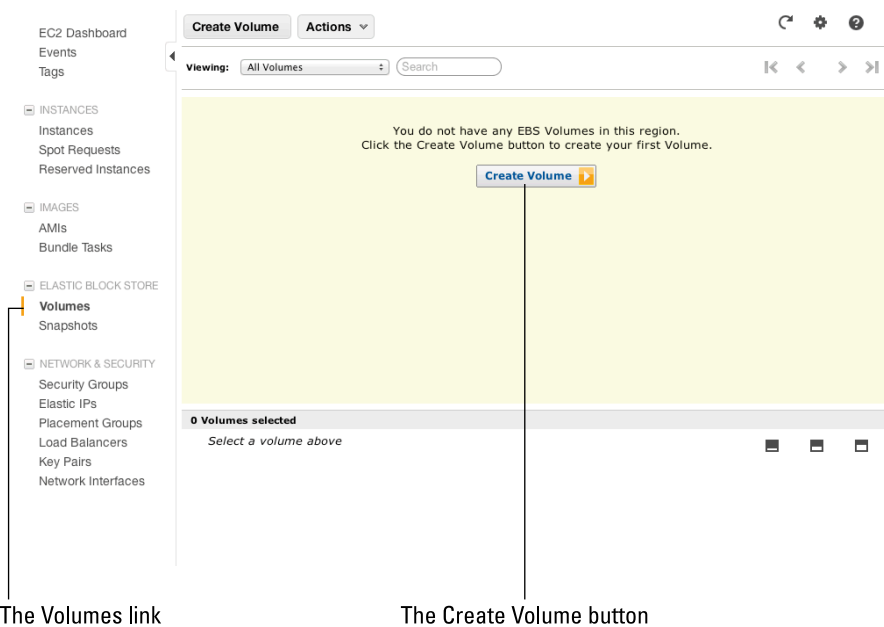 EC2 Dashboard
Events
Tags
INSTANCES
Instances
Spot Requests
Reserved Instances
IMAGES
AMIs
Bundle Tasks
ELASTIC BLOCK STORE
Volumes
Snapshots
NETWORK & SECURITY
Security Groups
Elastic IPs
Placement Groups
Load Balancers
Key Pairs
Network Interfaces
Create Volume Actions
Viewing: All Volumes Search
You do not have any EBS Volumes in this region.
Click the Create Volume button to create your first Volume.
Create Volume
0 Volumes selected
Select a volume above
The Volumes link
The Create Volume button